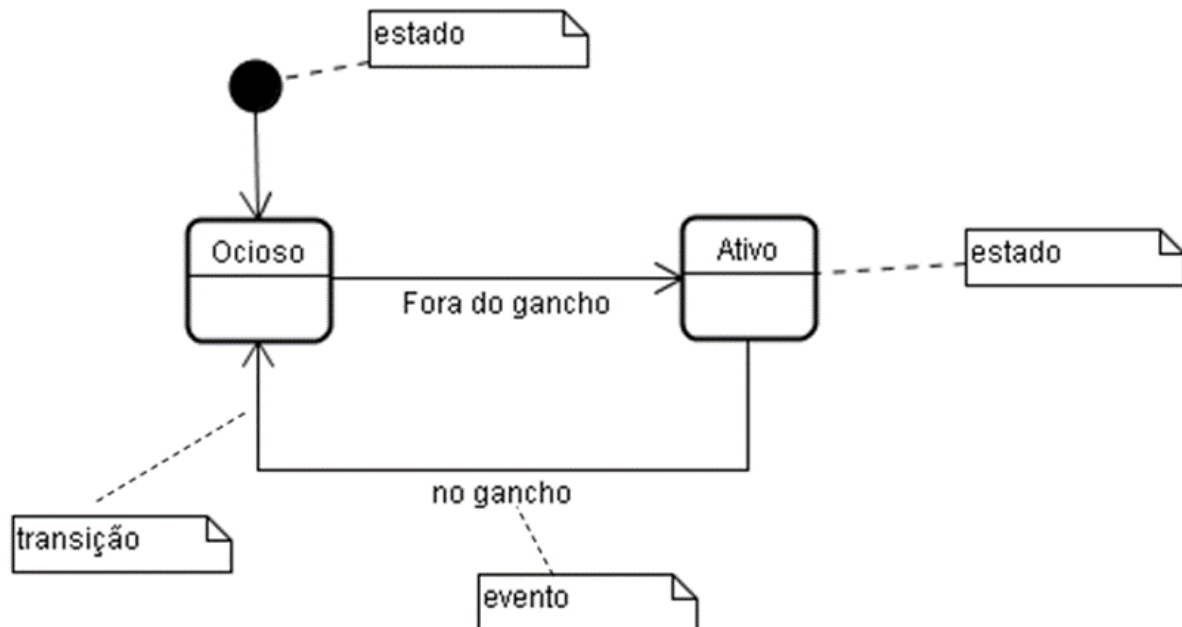 estado
Ocioso
Ativo
estado
Fora do gancho
no gancho
transição
evento